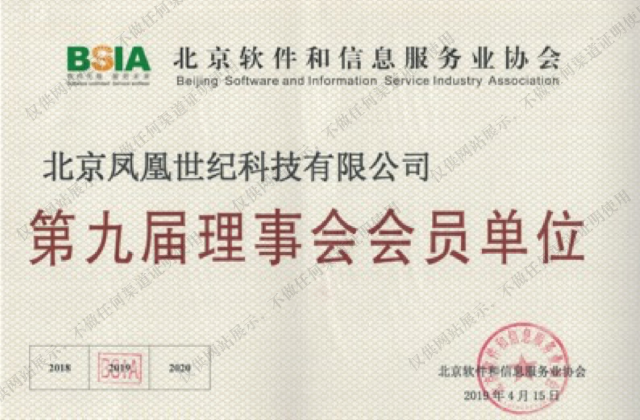 BSIA
北京软件和信息服务业协会
Beijing Software and Information Service Industry Association
北京凤凰世纪科技有限公司
第九届理事会会员单位
2018 2019 2020
BSIA
北京软件和信息服务业协会
2019年4月15日
仅供网站展示,不做任何渠道证明使用